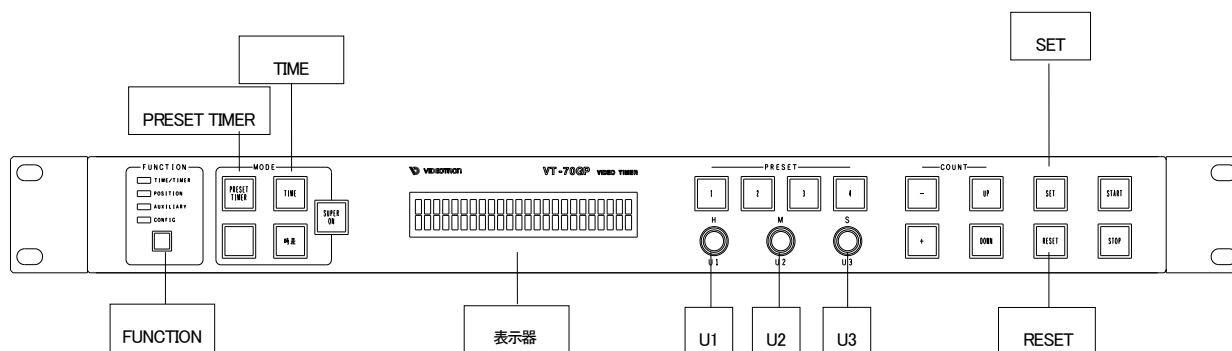 SET
TIME
PRESET TIMER
FUNCTION
TIME/TIMER
POSITION
AUXILIARY
CONFIG
MODE
PRESET
TIMER
TIME
時差
SUPER
ON
VIDEOTRON
VT-70GP VIDEO TIMER
PRESET
1 2 3 4
H M S
U1 U2 U3
COUNT
- UP SET START
+ DOWN RESET STOP
FUNCTION
表示器
U1 U2 U3
RESET